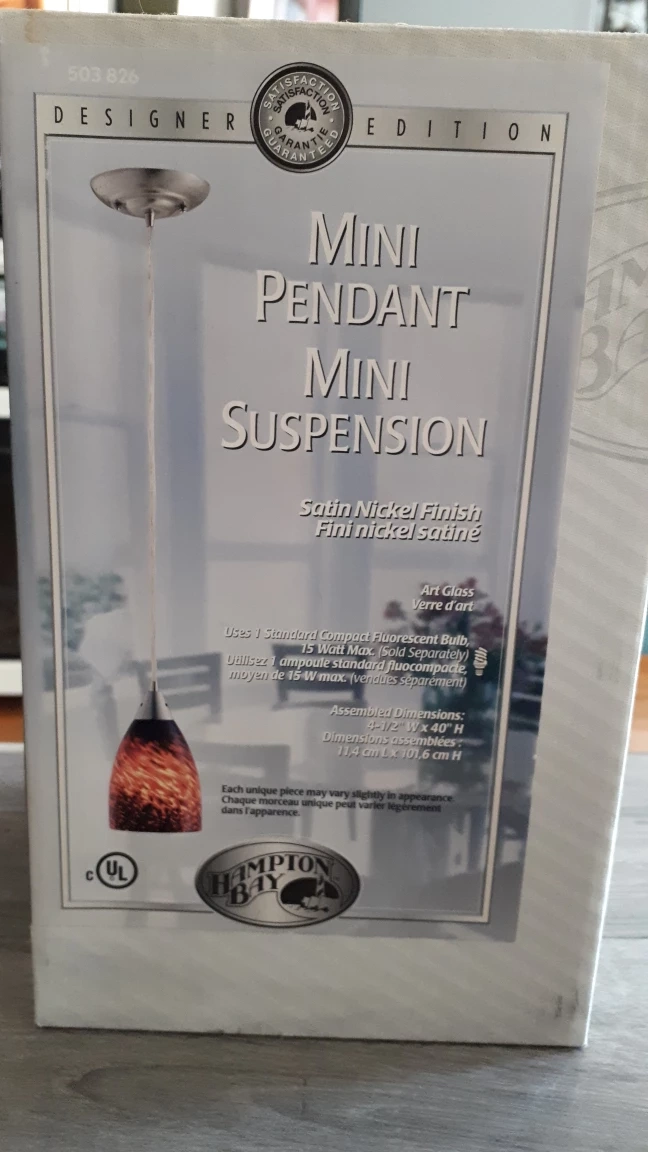 503 826
DESIGNER EDITION
SATISFACTION
SATISFACTION
GARANTIE
GUARANTEED
MINI
PENDANT
MINI
SUSPENSION
Satin Nickel Finish
Fini nickel satiné
Art Glass
Verre d'art
Uses 1 Standard Compact Fluorescent Bulb,
15 Watt Max. (Sold Separately)
Utilisez 1 ampoule standard fluocompacte,
moyen de 15 W max. (vendues séparément)
Assembled Dimensions:
4-1/2" W x 40" H
Dimensions assemblées :
11,4 cm L x 101,6 cm H
Each unique piece may vary slightly in appearance.
Chaque morceau unique peut varier légèrement
dans l'apparence.
C UL
HAMPTON
BAY